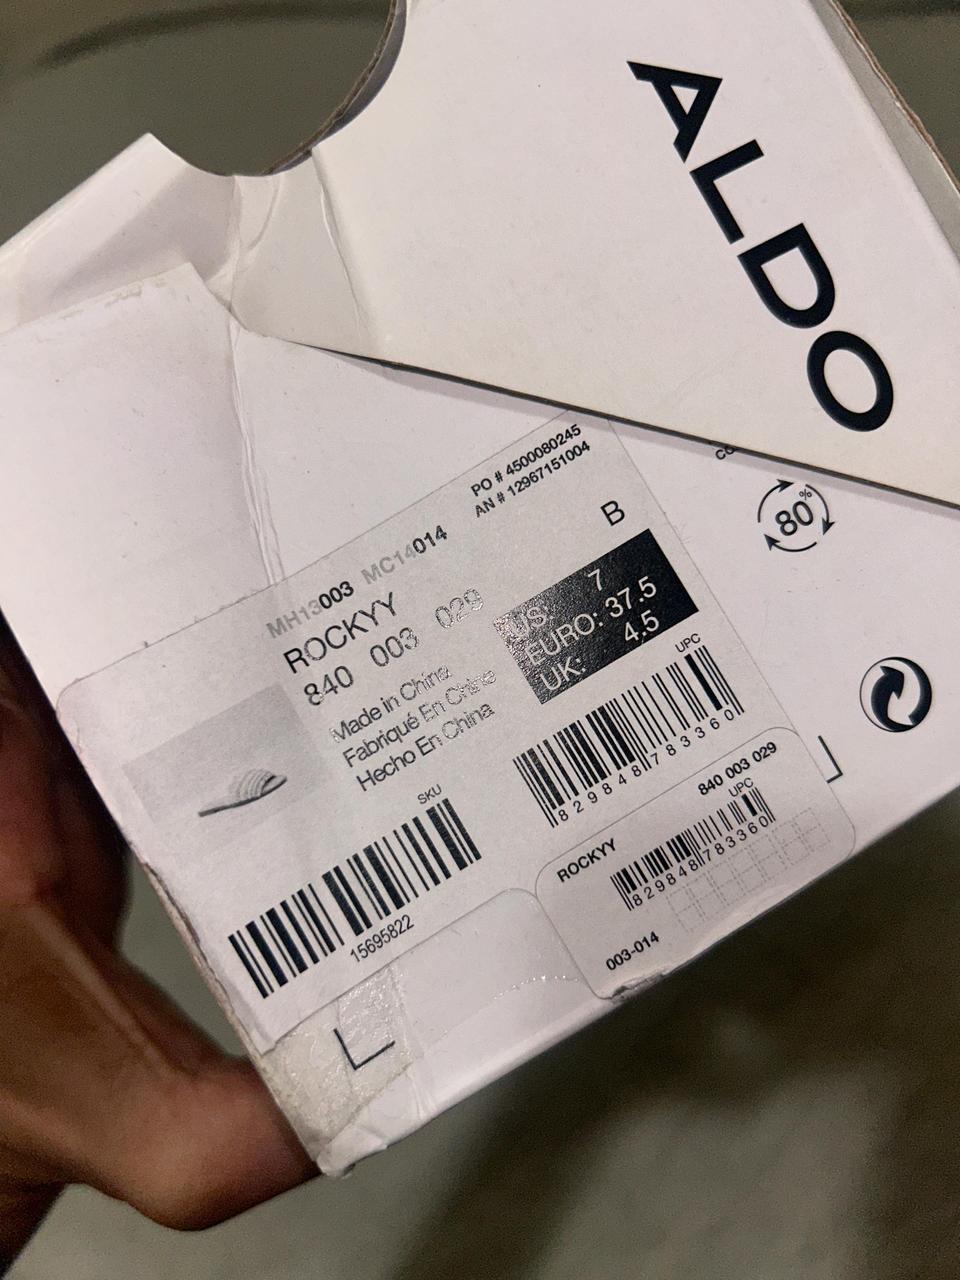 ALDO
PO # 4500080245
AN # 12967151004
MH13003 MC14014
B
ROCKYY
840 003 029
US: 7
EURO: 37.5
UK: 4.5
Made in China
Fabriqué En Chine
Hecho En China
UPC
829848783360
SKU
15695822
840 003 029
UPC
ROCKYY
829848783360
003-014
80%